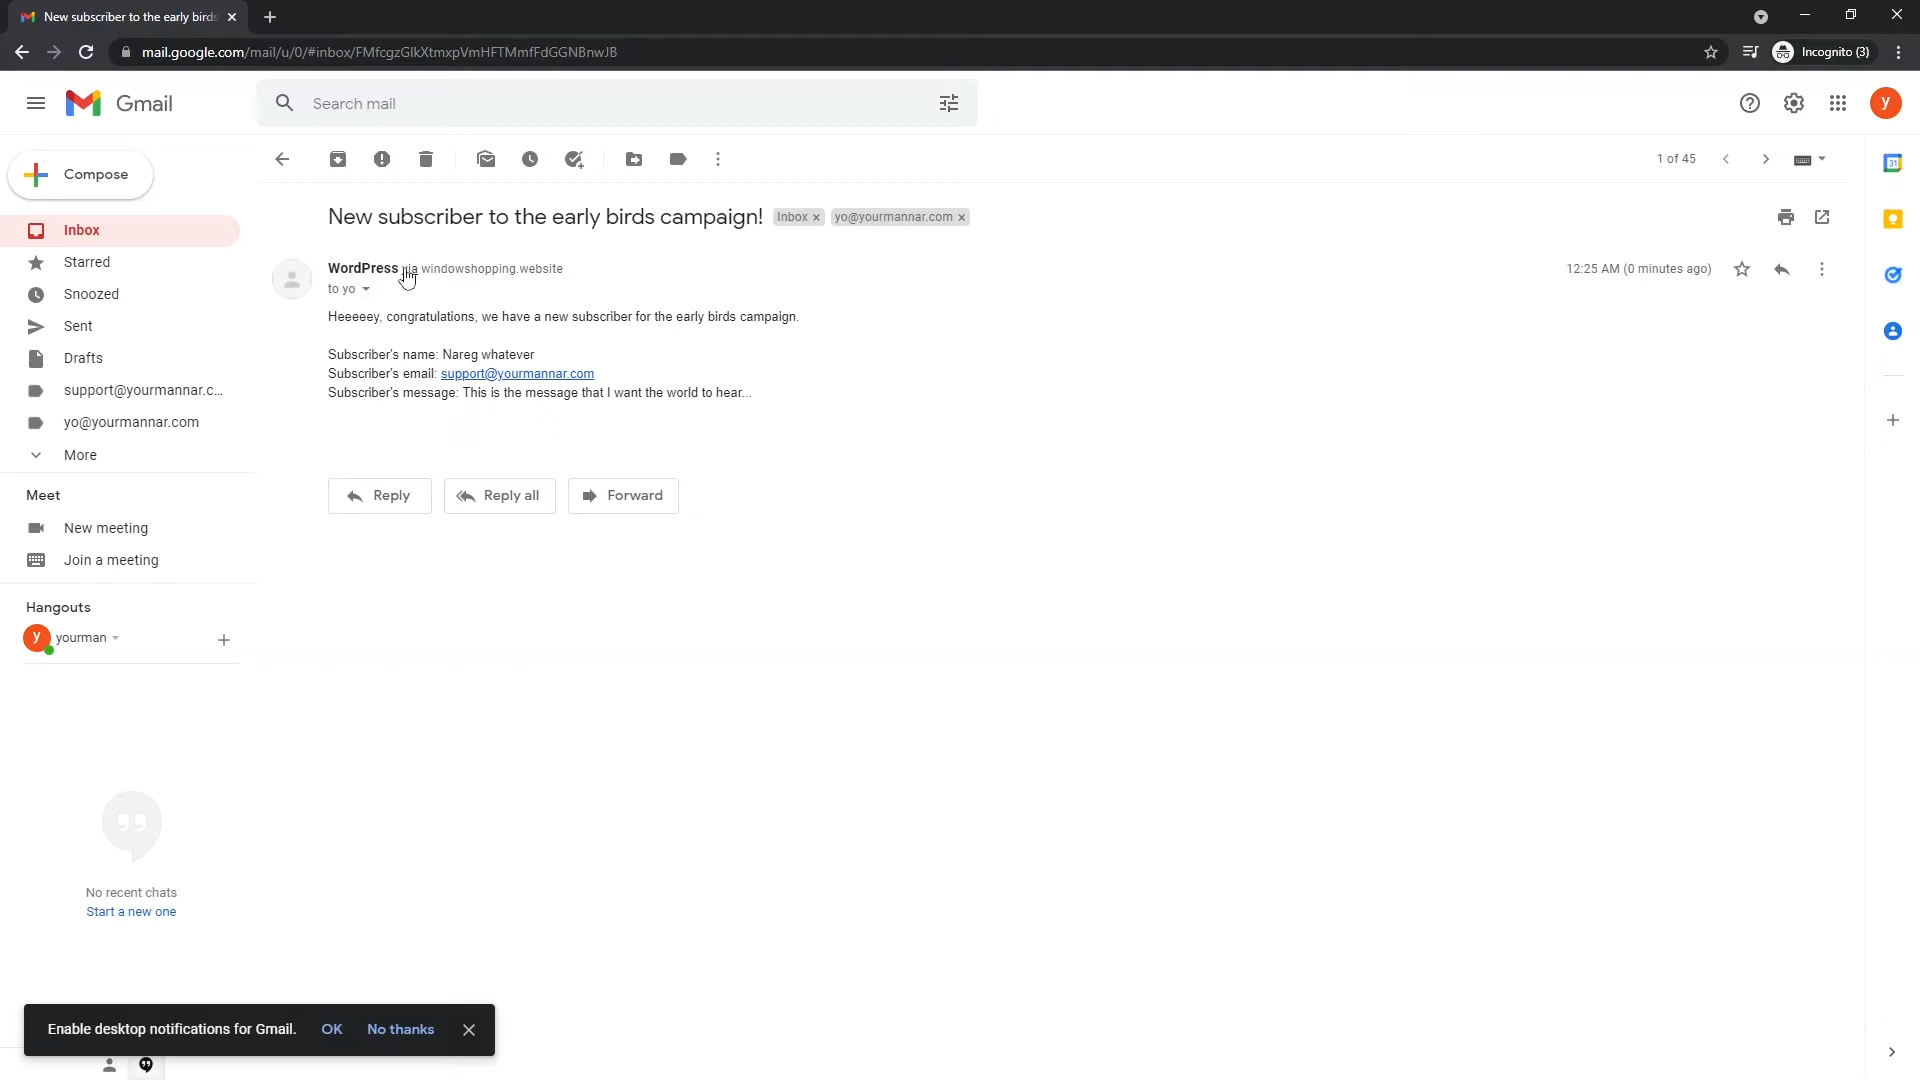 New subscriber to the early birds
mail.google.com/mail/u/0/#inbox/FMfcgzGlkXtmxpVmHFTMmfFdGGNBnwJB
Incognito (3)
Gmail
Search mail
y
Compose
1 of 45
31
Inbox
Starred
Snoozed
Sent
Drafts
support@yourmannar.c...
yo@yourmannar.com
More
New subscriber to the early birds campaign! Inbox × yo@yourmannar.com ×
WordPress via windowshopping.website
12:25 AM (0 minutes ago)
to yo
Heeeeey, congratulations, we have a new subscriber for the early birds campaign.
Subscriber's name: Nareg whatever
Subscriber's email: support@yourmannar.com
Subscriber's message: This is the message that I want the world to hear...
Reply
Reply all
Forward
Meet
New meeting
Join a meeting
Hangouts
y yourman
No recent chats
Start a new one
Enable desktop notifications for Gmail. OK No thanks